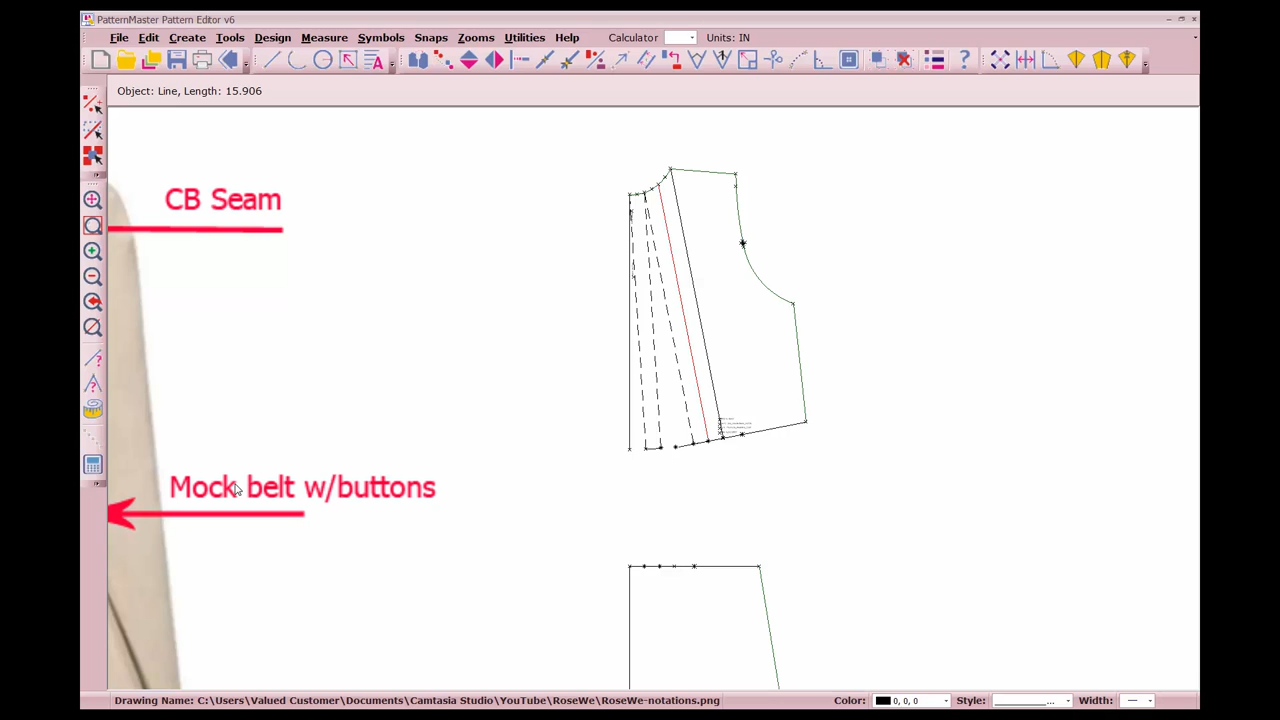 PatternMaster Pattern Editor v6
File Edit Create Tools Design Measure Symbols Snaps Zooms Utilities Help Calculator Units: IN
Object: Line, Length: 15.906
CB Seam
Mock belt w/buttons
Drawing Name: C:\Users\Valued Customer\Documents\Camtasia Studio\YouTube\RoseWe\RoseWe-notations.png Color: 0, 0, 0 Style: Width: